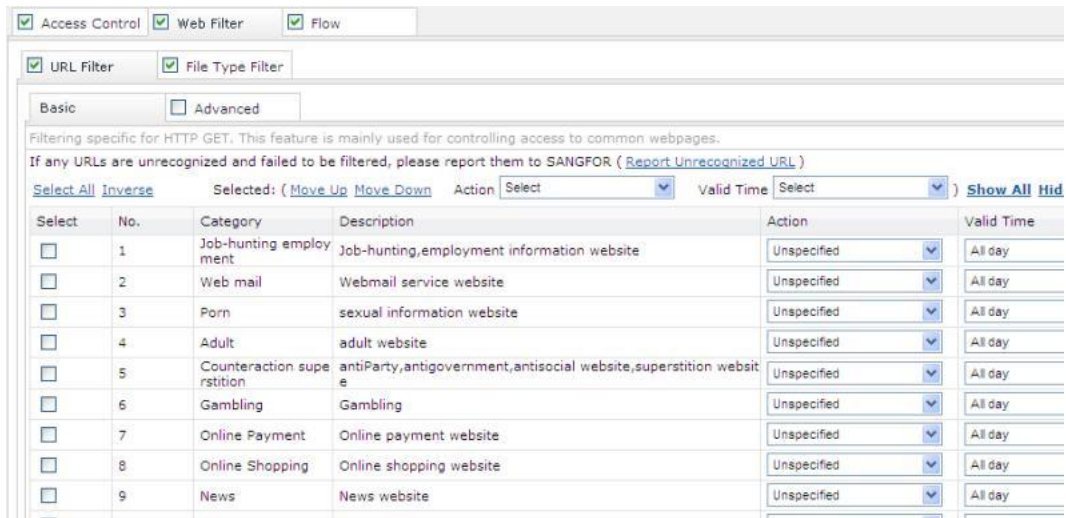 Access Control Web Filter Flow
URL Filter File Type Filter
Basic Advanced
Filtering specific for HTTP GET. This feature is mainly used for controlling access to common webpages.
If any URLs are unrecognized and failed to be filtered, please report them to SANGFOR ( Report Unrecognized URL )
Select All Inverse Selected: ( Move Up Move Down Action Select Valid Time Select ) Show All Hid
Select No. Category Description Action Valid Time
1 Job-hunting employ
ment Job-hunting,employment information website Unspecified All day
2 Web mail Webmail service website Unspecified All day
3 Porn sexual information website Unspecified All day
4 Adult adult website Unspecified All day
5 Counteraction supe
rstition antiParty,antigovernment,antisocial website,superstition websit
e Unspecified All day
6 Gambling Gambling Unspecified All day
7 Online Payment Online payment website Unspecified All day
8 Online Shopping Online shopping website Unspecified All day
9 News News website Unspecified All day